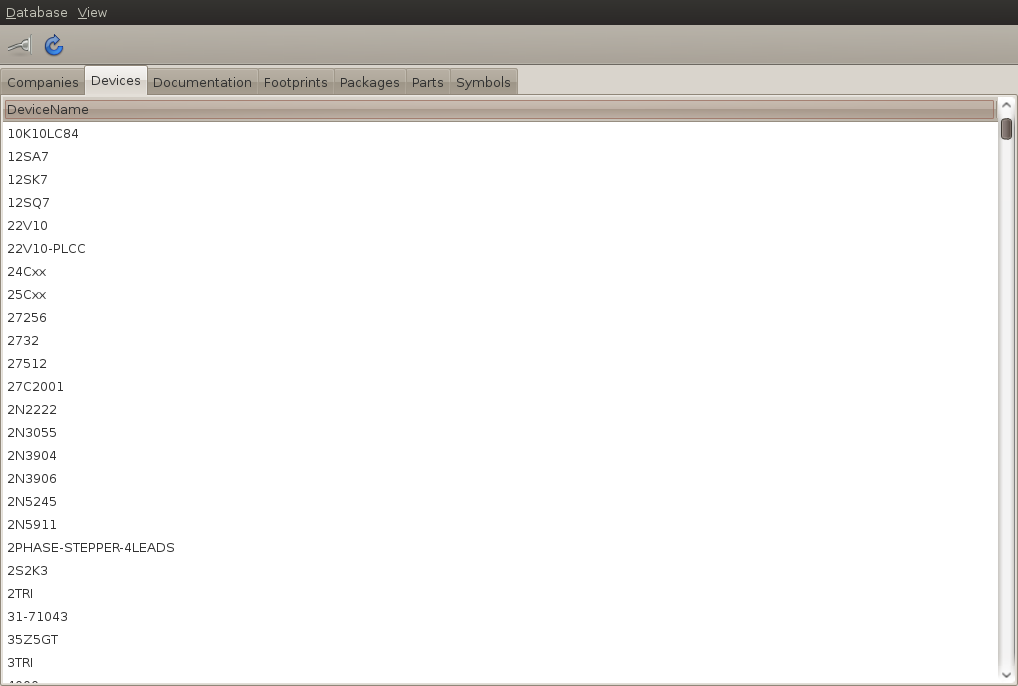 Database View
Companies Devices Documentation Footprints Packages Parts Symbols
DeviceName
10K10LC84
12SA7
12SK7
12SQ7
22V10
22V10-PLCC
24Cxx
25Cxx
27256
2732
27512
27C2001
2N2222
2N3055
2N3904
2N3906
2N5245
2N5911
2PHASE-STEPPER-4LEADS
2S2K3
2TRI
31-71043
35Z5GT
3TRI